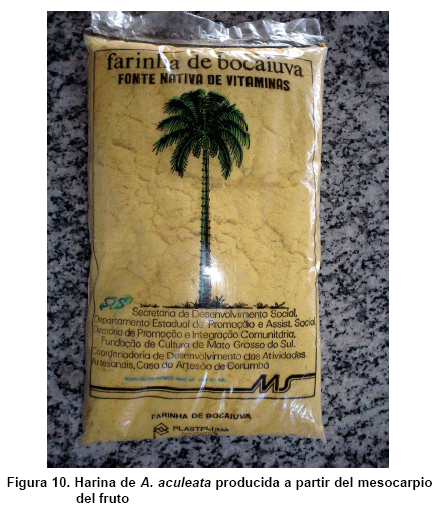 farinha de bocaiuva
FONTE NATIVA DE VITAMINAS
SDS
Secretaria de Desenvolvimento Social,
Departamento Estadual de Promoção e Assist. Social
Diretoria de Promoção e Integração Comunitária,
Fundação de Cultura de Mato Grosso do Sul.
Coordenadoria de Desenvolvimento das Atividades
Artesanais, Casa do Artesão de Corumbá
MS
FARINHA DE BOCAIUVA
PLASTPLUMA
Figura 10. Harina de A. aculeata producida a partir del mesocarpio
del fruto